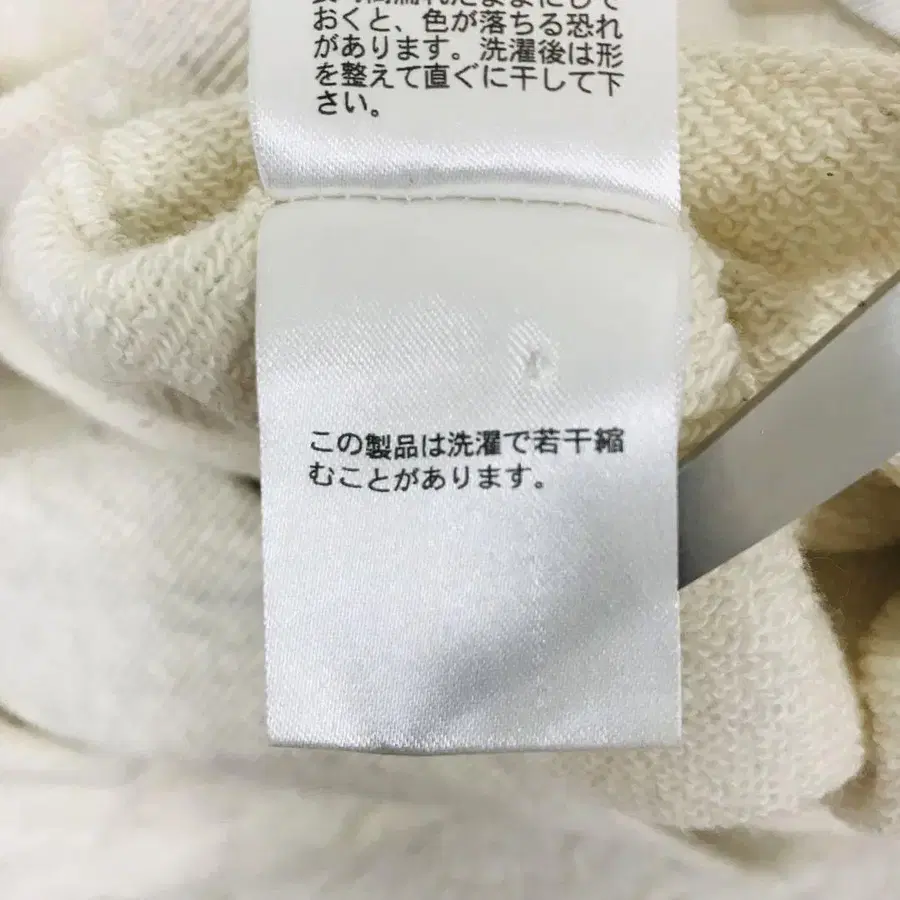 おくと、色が落ちる恐れ
があります。洗濯後は形
を整えて直ぐに干して下
さい。
この製品は洗濯で若干縮
むことがあります。